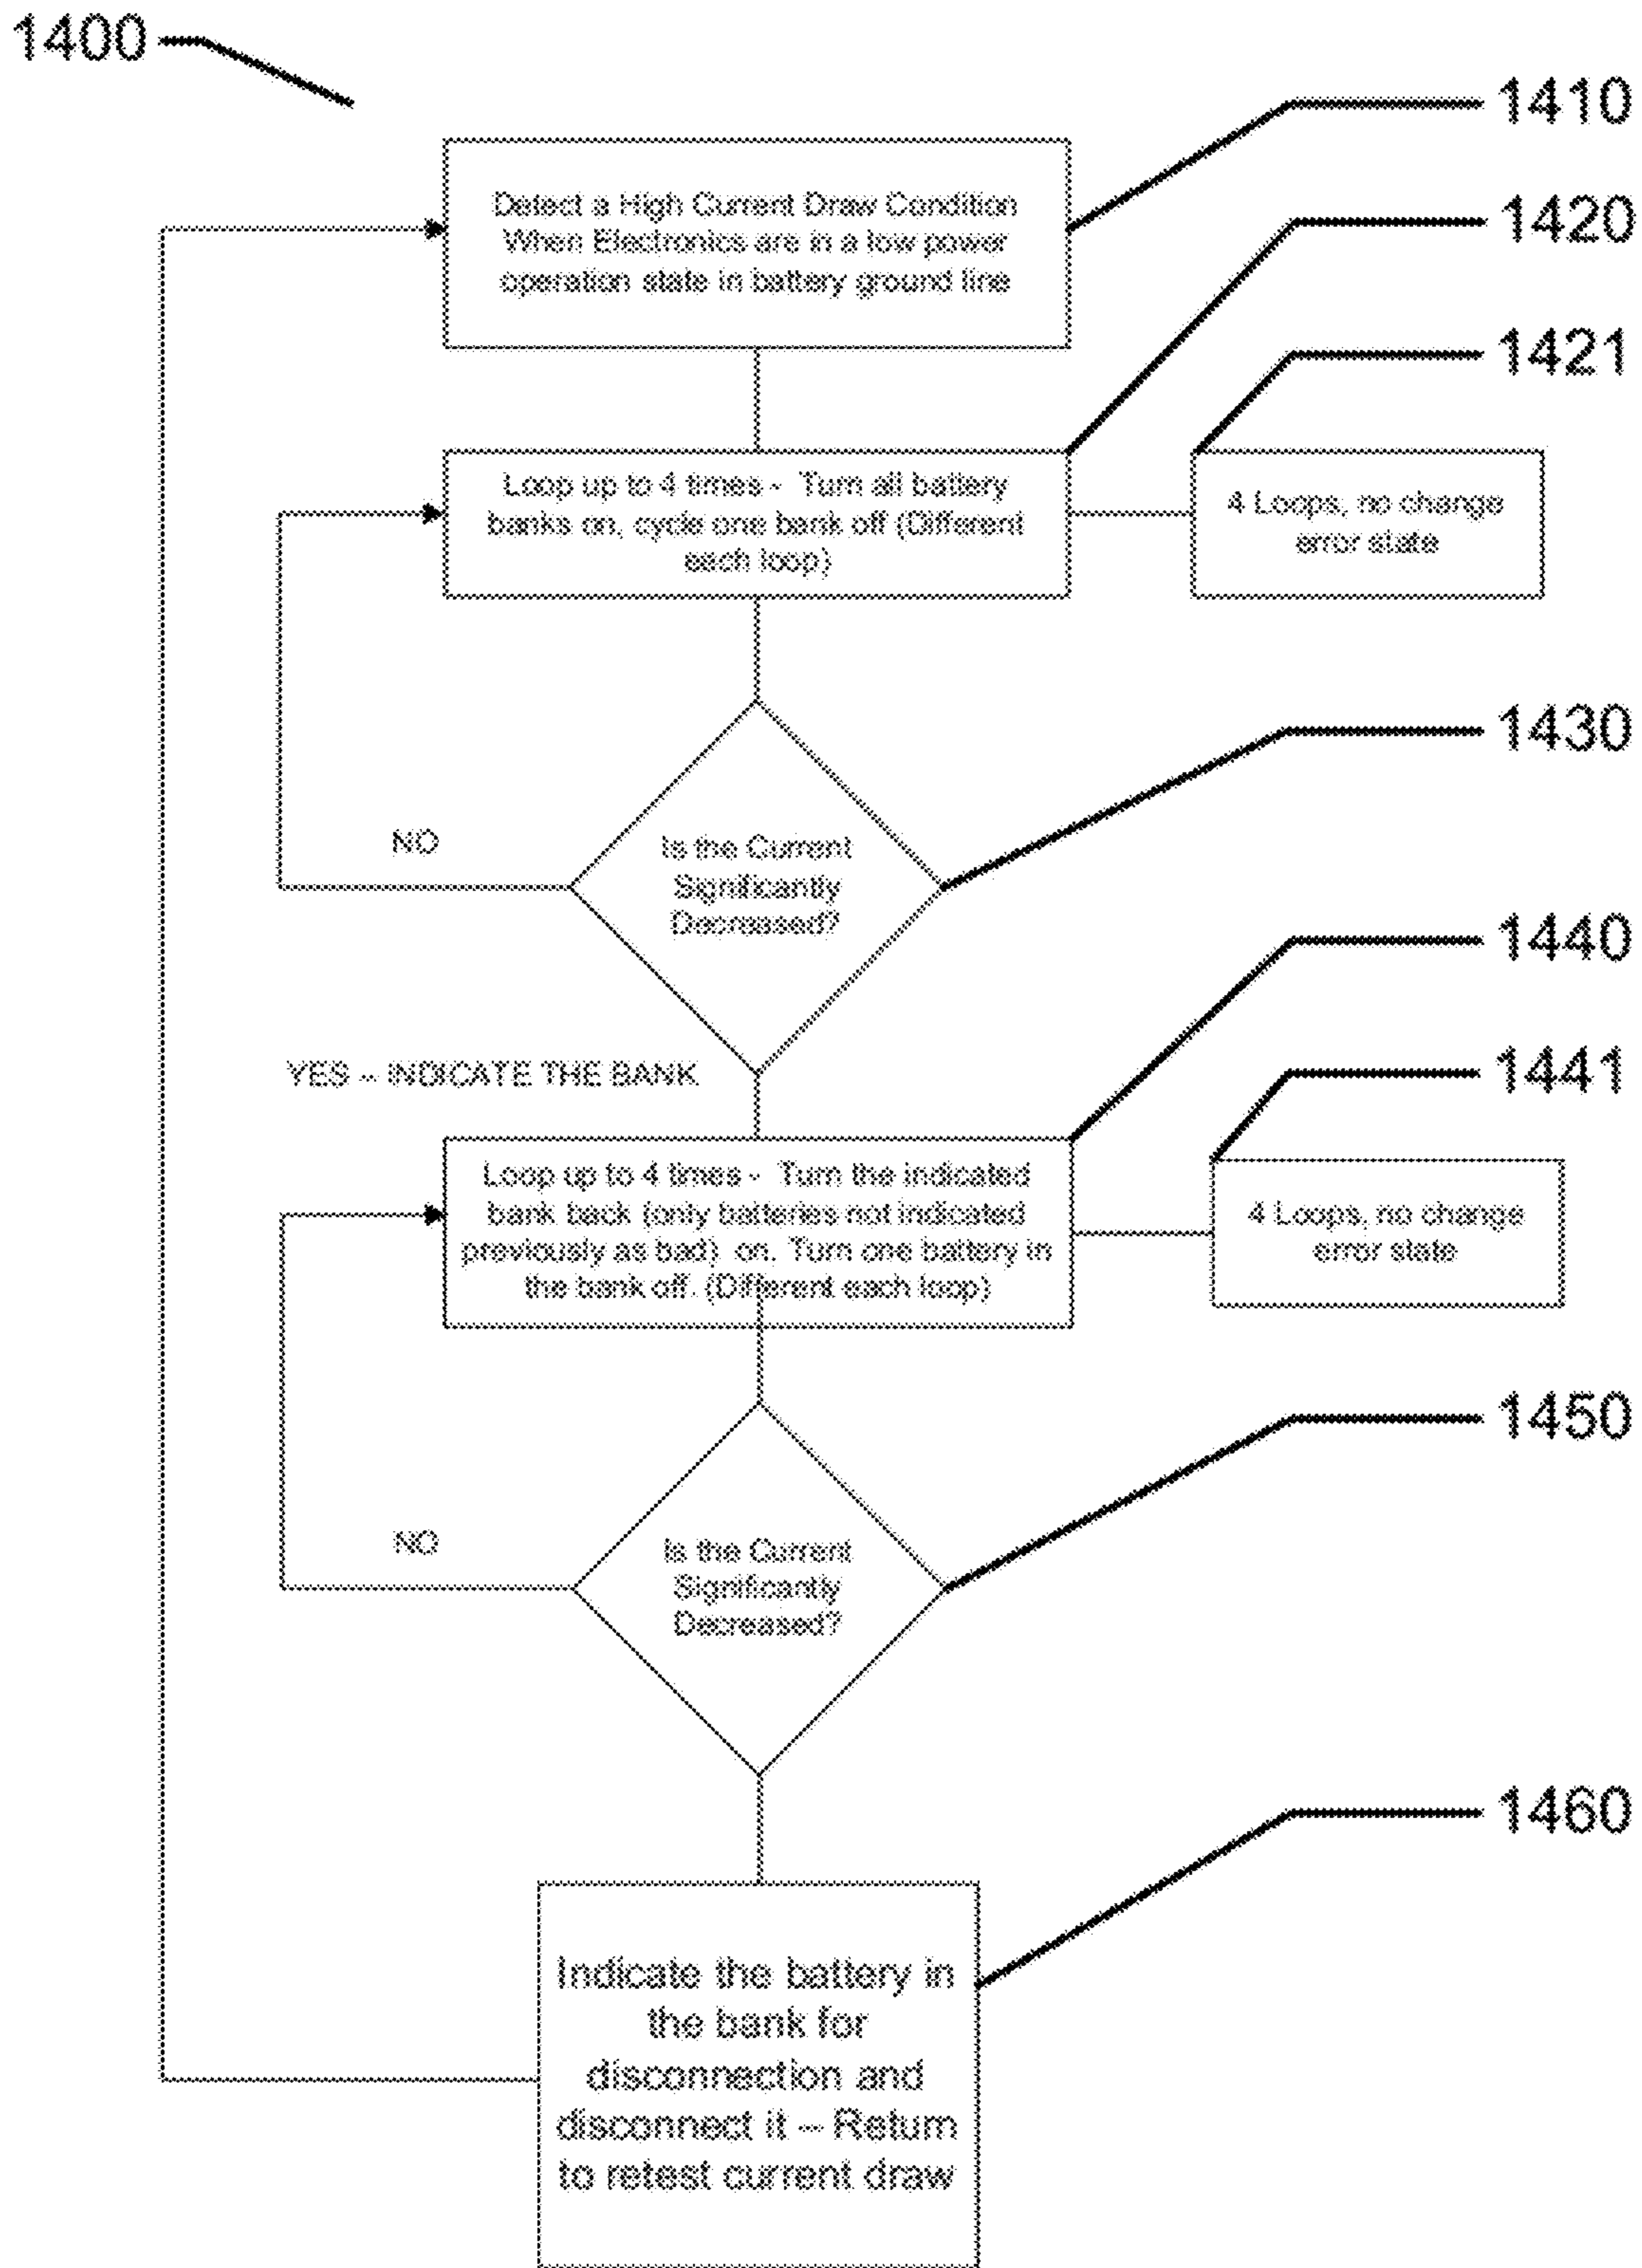 1400
1410
Detect a High Current Draw Condition
When Electronics are in a low power
operation state in battery ground line
1420
1421
Loop up to 4 times - Turn all battery
banks on, cycle one bank off (Different
each loop)
4 Loops, no change
error state
1430
Is the Current
Significantly
Decreased?
NO
1440
YES – INDICATE THE BANK
1441
Loop up to 4 times - Turn the indicated
bank back (only batteries not indicated
previously as bad) on. Turn one battery in
the bank off. (Different each loop)
4 Loops, no change
error state
1450
Is the Current
Significantly
Decreased?
NO
1460
Indicate the battery in
the bank for
disconnection and
disconnect it – Return
to retest current draw